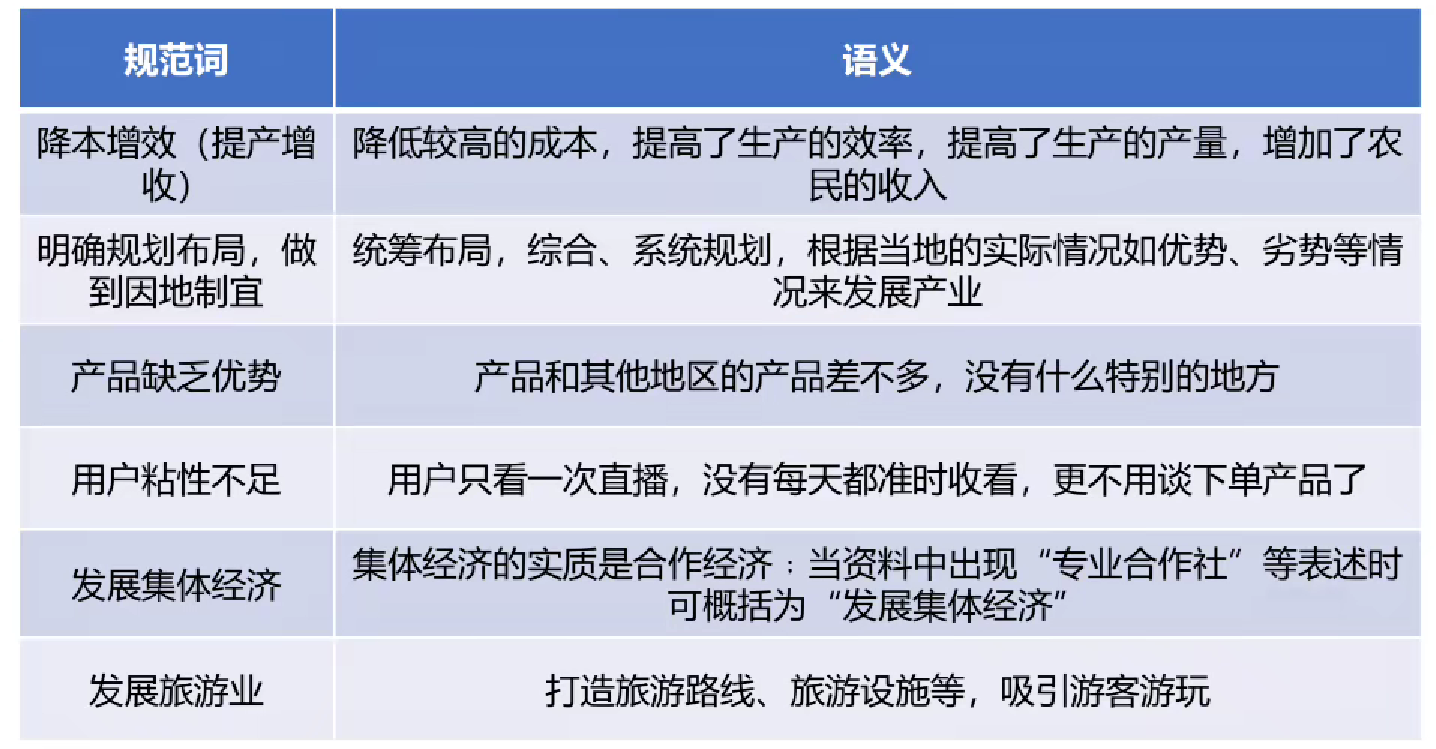 规范词
语义
降本增效（提产增
收）
降低较高的成本，提高了生产的效率，提高了生产的产量，增加了农
民的收入
明确规划布局，做
到因地制宜
统筹布局，综合、系统规划，根据当地的实际情况如优势、劣势等情
况来发展产业
产品缺乏优势
产品和其他地区的产品差不多，没有什么特别的地方
用户粘性不足
用户只看一次直播，没有每天都准时收看，更不用谈下单产品了
发展集体经济
集体经济的实质是合作经济：当资料中出现“专业合作社”等表述时
可概括为“发展集体经济”
发展旅游业
打造旅游路线、旅游设施等，吸引游客游玩